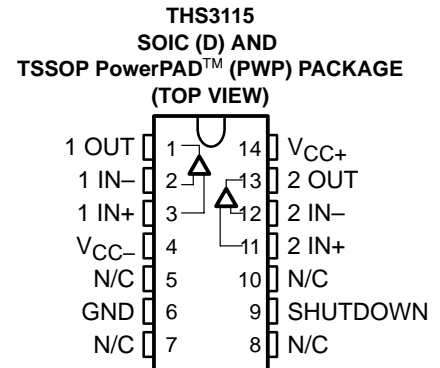 THS3115
SOIC (D) AND
TSSOP PowerPAD™ (PWP) PACKAGE
(TOP VIEW)
1 OUT 1 14 VCC+
1 IN– 2 13 2 OUT
1 IN+ 3 12 2 IN–
VCC– 4 11 2 IN+
N/C 5 10 N/C
GND 6 9 SHUTDOWN
N/C 7 8 N/C